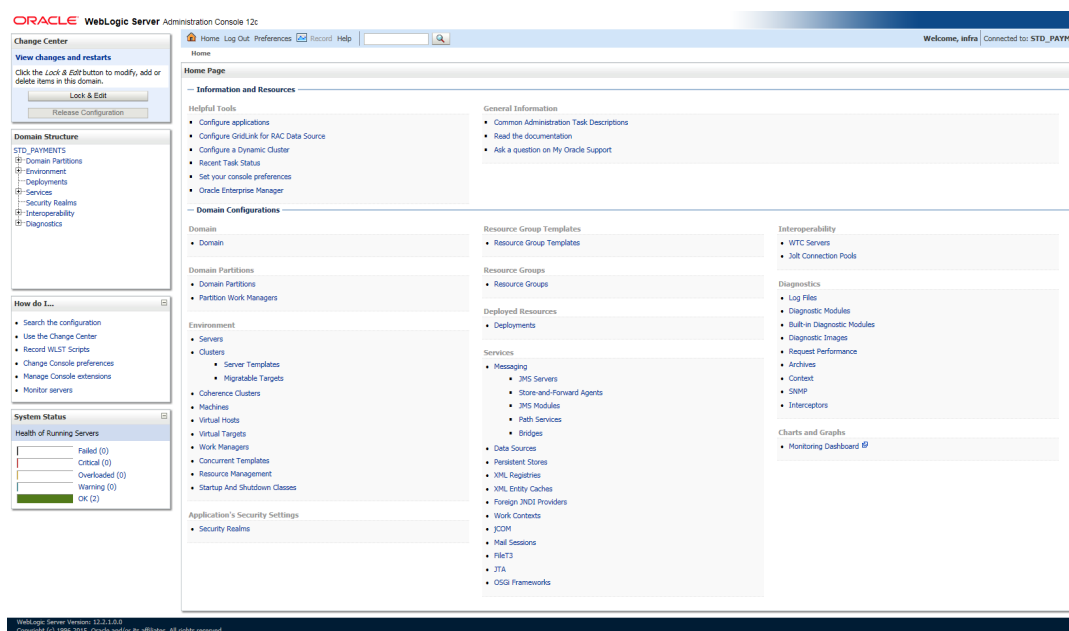 ORACLE WebLogic Server Administration Console 12c
Change Center
View changes and restarts
Click the Lock & Edit button to modify, add or
delete items in this domain.
Lock & Edit
Release Configuration
Domain Structure
STD_PAYMENTS
Domain Partitions
Environment
Deployments
Services
Security Realms
Interoperability
Diagnostics
How do I...
Search the configuration
Use the Change Center
Record WLST Scripts
Change Console preferences
Manage Console extensions
Monitor servers
System Status
Health of Running Servers
Failed (0)
Critical (0)
Overloaded (0)
Warning (0)
OK (2)
Home Log Out Preferences Record Help
Welcome, infra Connected to: STD_PAYM
Home
Home Page
Information and Resources
Helpful Tools
Configure applications
Configure GridLink for RAC Data Source
Configure a Dynamic Cluster
Recent Task Status
Set your console preferences
Oracle Enterprise Manager
General Information
Common Administration Task Descriptions
Read the documentation
Ask a question on My Oracle Support
Domain Configurations
Domain
Domain
Domain Partitions
Domain Partitions
Partition Work Managers
Environment
Servers
Clusters
Server Templates
Migratable Targets
Coherence Clusters
Machines
Virtual Hosts
Virtual Targets
Work Managers
Concurrent Templates
Resource Management
Startup And Shutdown Classes
Application's Security Settings
Security Realms
Resource Group Templates
Resource Group Templates
Resource Groups
Resource Groups
Deployed Resources
Deployments
Services
Messaging
JMS Servers
Store-and-Forward Agents
JMS Modules
Path Services
Bridges
Data Sources
Persistent Stores
XML Registries
XML Entity Caches
Foreign JNDI Providers
Work Contexts
jCOM
Mail Sessions
FileT3
JTA
OSGi Frameworks
Interoperability
WTC Servers
Jolt Connection Pools
Diagnostics
Log Files
Diagnostic Modules
Built-in Diagnostic Modules
Diagnostic Images
Request Performance
Archives
Context
SNMP
Interceptors
Charts and Graphs
Monitoring Dashboard
WebLogic Server Version: 12.2.1.0.0
Copyright (c) 1996,2015, Oracle and/or its affiliates. All rights reserved.